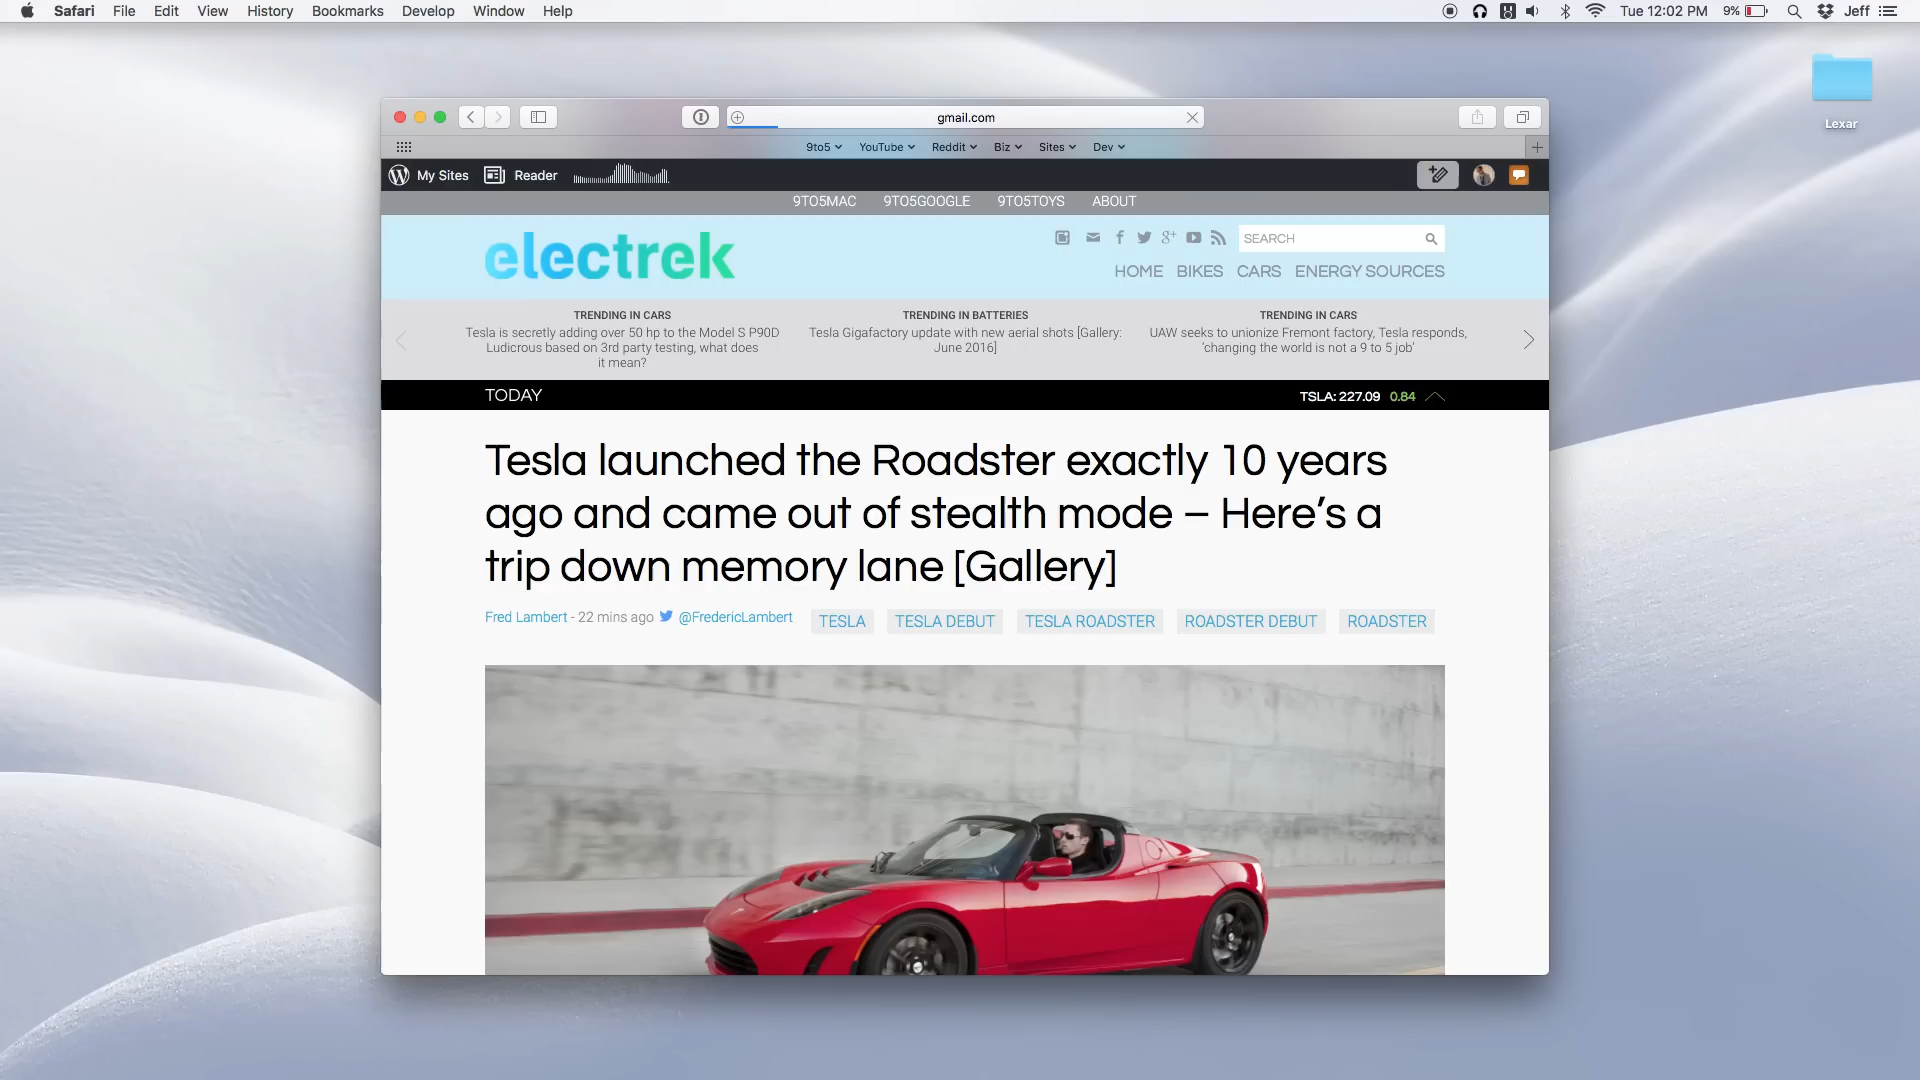 Safari File Edit View History Bookmarks Develop Window Help
Tue 12:02 PM 9% Jeff
Lexar
gmail.com
9to5 YouTube Reddit Biz Sites Dev
My Sites Reader
9TO5MAC 9TO5GOOGLE 9TO5TOYS ABOUT
electrek
SEARCH
HOME BIKES CARS ENERGY SOURCES
TRENDING IN CARS
Tesla is secretly adding over 50 hp to the Model S P90D
Ludicrous based on 3rd party testing, what does
it mean?
TRENDING IN BATTERIES
Tesla Gigafactory update with new aerial shots [Gallery:
June 2016]
TRENDING IN CARS
UAW seeks to unionize Fremont factory, Tesla responds,
‘changing the world is not a 9 to 5 job’
TODAY
TSLA: 227.09 0.84
Tesla launched the Roadster exactly 10 years
ago and came out of stealth mode – Here’s a
trip down memory lane [Gallery]
Fred Lambert - 22 mins ago @FredericLambert
TESLA TESLA DEBUT TESLA ROADSTER ROADSTER DEBUT ROADSTER